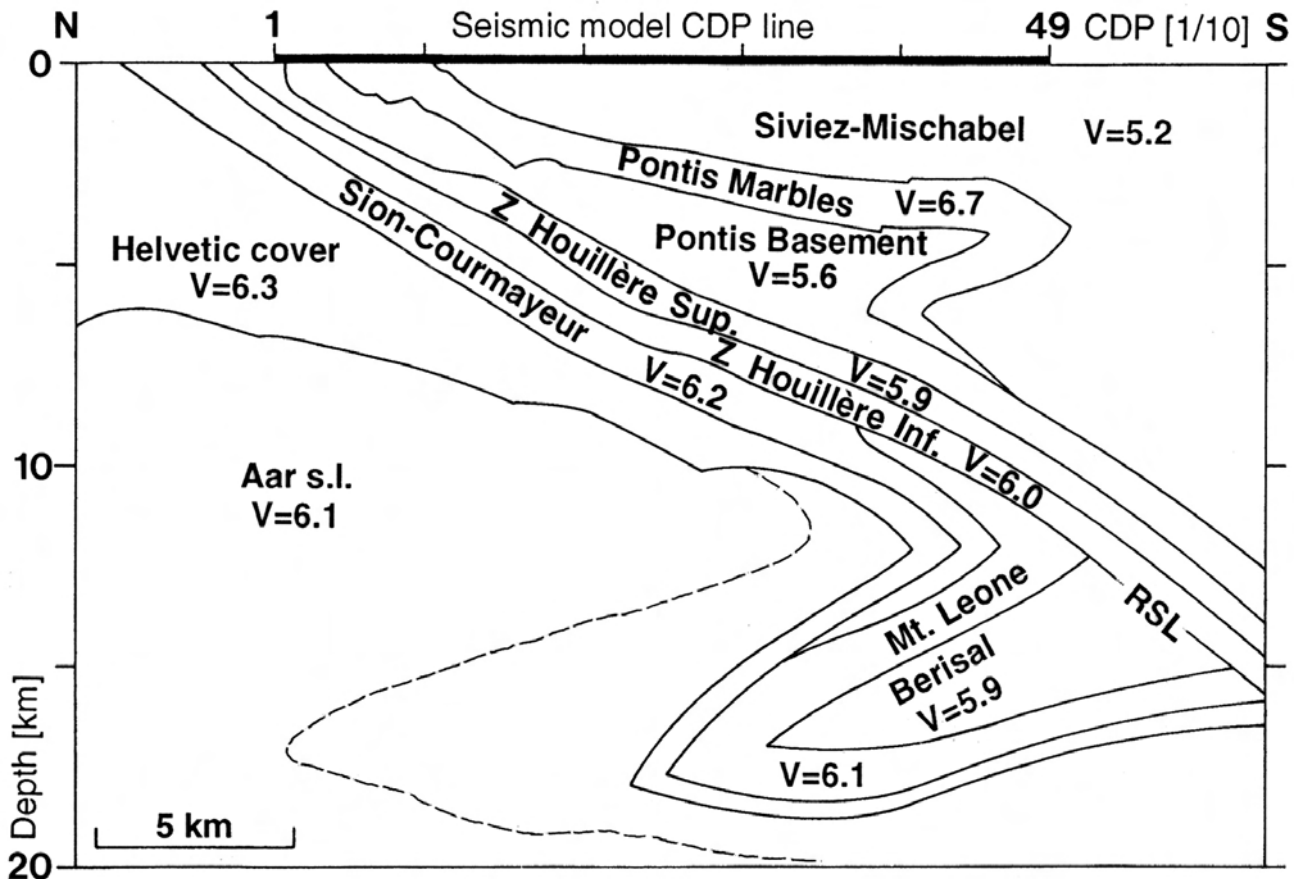 N 1 Seismic model CDP line 49 CDP [1/10] S
0
Siviez-Mischabel V=5.2
Pontis Marbles V=6.7
Sion-Courmayeur
Z Houillère Sup.
Pontis Basement
V=5.6
Helvetic cover
V=6.3
V=6.2
Z Houillère Inf.
V=5.9
V=6.0
10
Aar s.l.
V=6.1
Mt. Leone
RSL
Berisal
V=5.9
V=6.1
Depth [km]
5 km
20